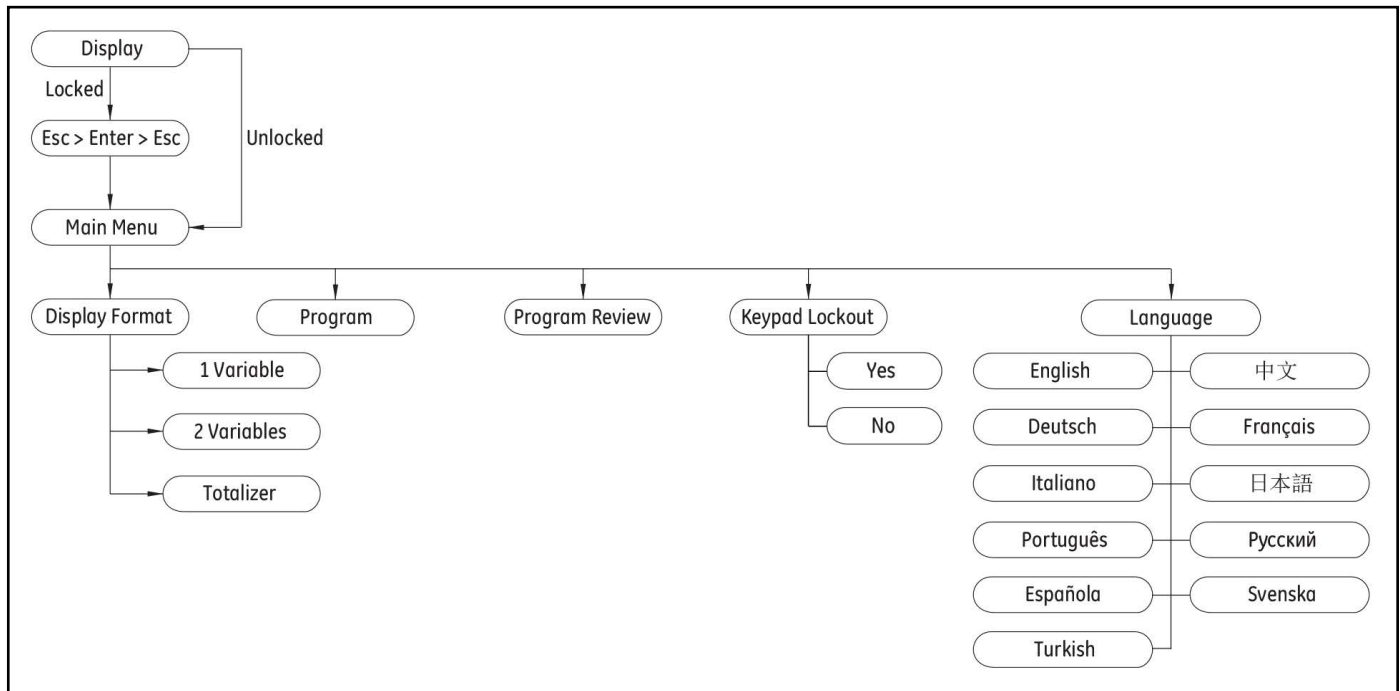 Display
Locked
Esc > Enter > Esc
Unlocked
Main Menu
Display Format
Program
Program Review
Keypad Lockout
Language
1 Variable
2 Variables
Totalizer
Yes
No
English
中文
Deutsch
Français
Italiano
日本語
Português
Русский
Española
Svenska
Turkish